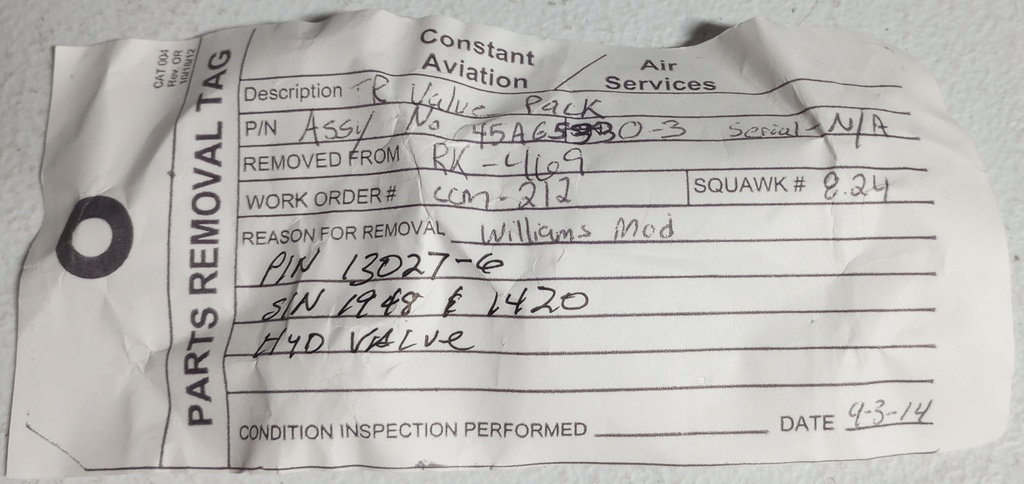 CAT 004
Rev OR
10/19/12
PARTS REMOVAL TAG
Constant Aviation / Air Services
Description R Valve Pack
P/N Assy No 45A6 30-3 Serial - N/A
REMOVED FROM RK-469
WORK ORDER # CCM-212 SQUAWK # 8.24
REASON FOR REMOVAL Williams Mod
P/N 13027-6
S/N 1948 & 1420
HYD VALVE
CONDITION INSPECTION PERFORMED DATE 9-3-14